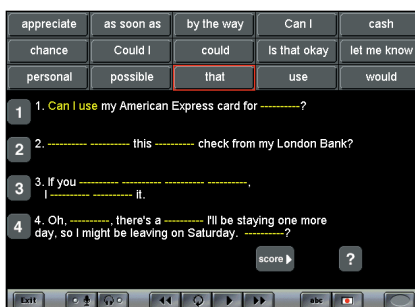 appreciate as soon as by the way Can I cash
chance Could I could Is that okay let me know
personal possible that use would
1 1. Can I use my American Express card for ----------?
2 2. ---------- ---------- this ---------- check from my London Bank?
3 3. If you ---------- ---------- ---------- ----------,
I ---------- ---------- it.
4 4. Oh, ----------, there's a ---------- I'll be staying one more
day, so I might be leaving on Saturday. ----------?
score ?
Exit abc